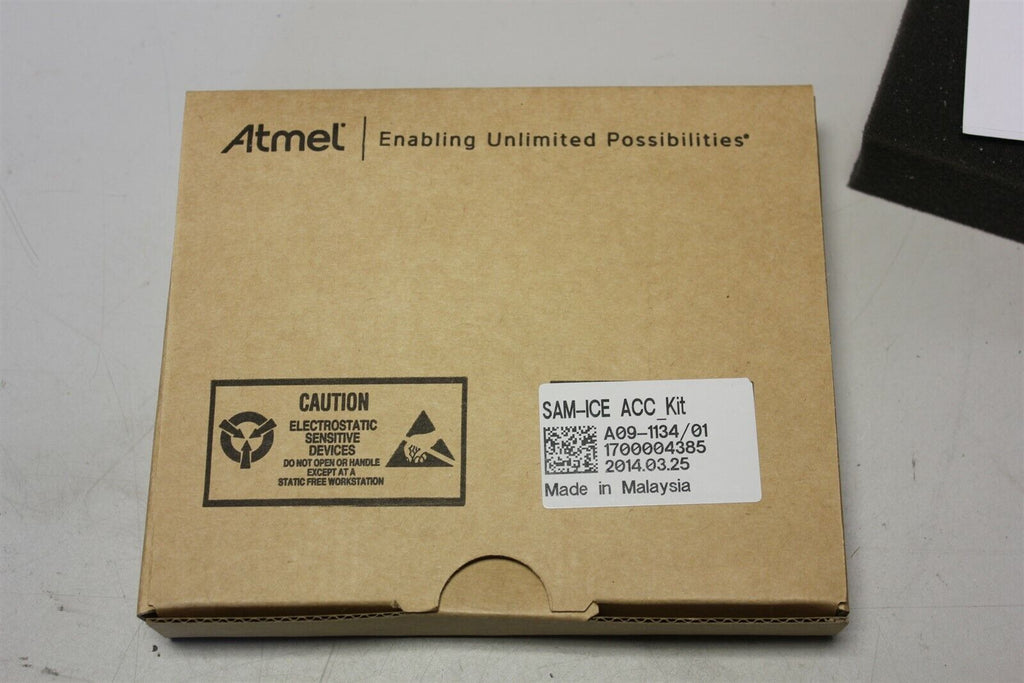 Atmel® | Enabling Unlimited Possibilities®
CAUTION
ELECTROSTATIC
SENSITIVE
DEVICES
DO NOT OPEN OR HANDLE
EXCEPT AT A
STATIC FREE WORKSTATION
SAM-ICE ACC_Kit
A09-1134/01
1700004385
2014.03.25
Made in Malaysia